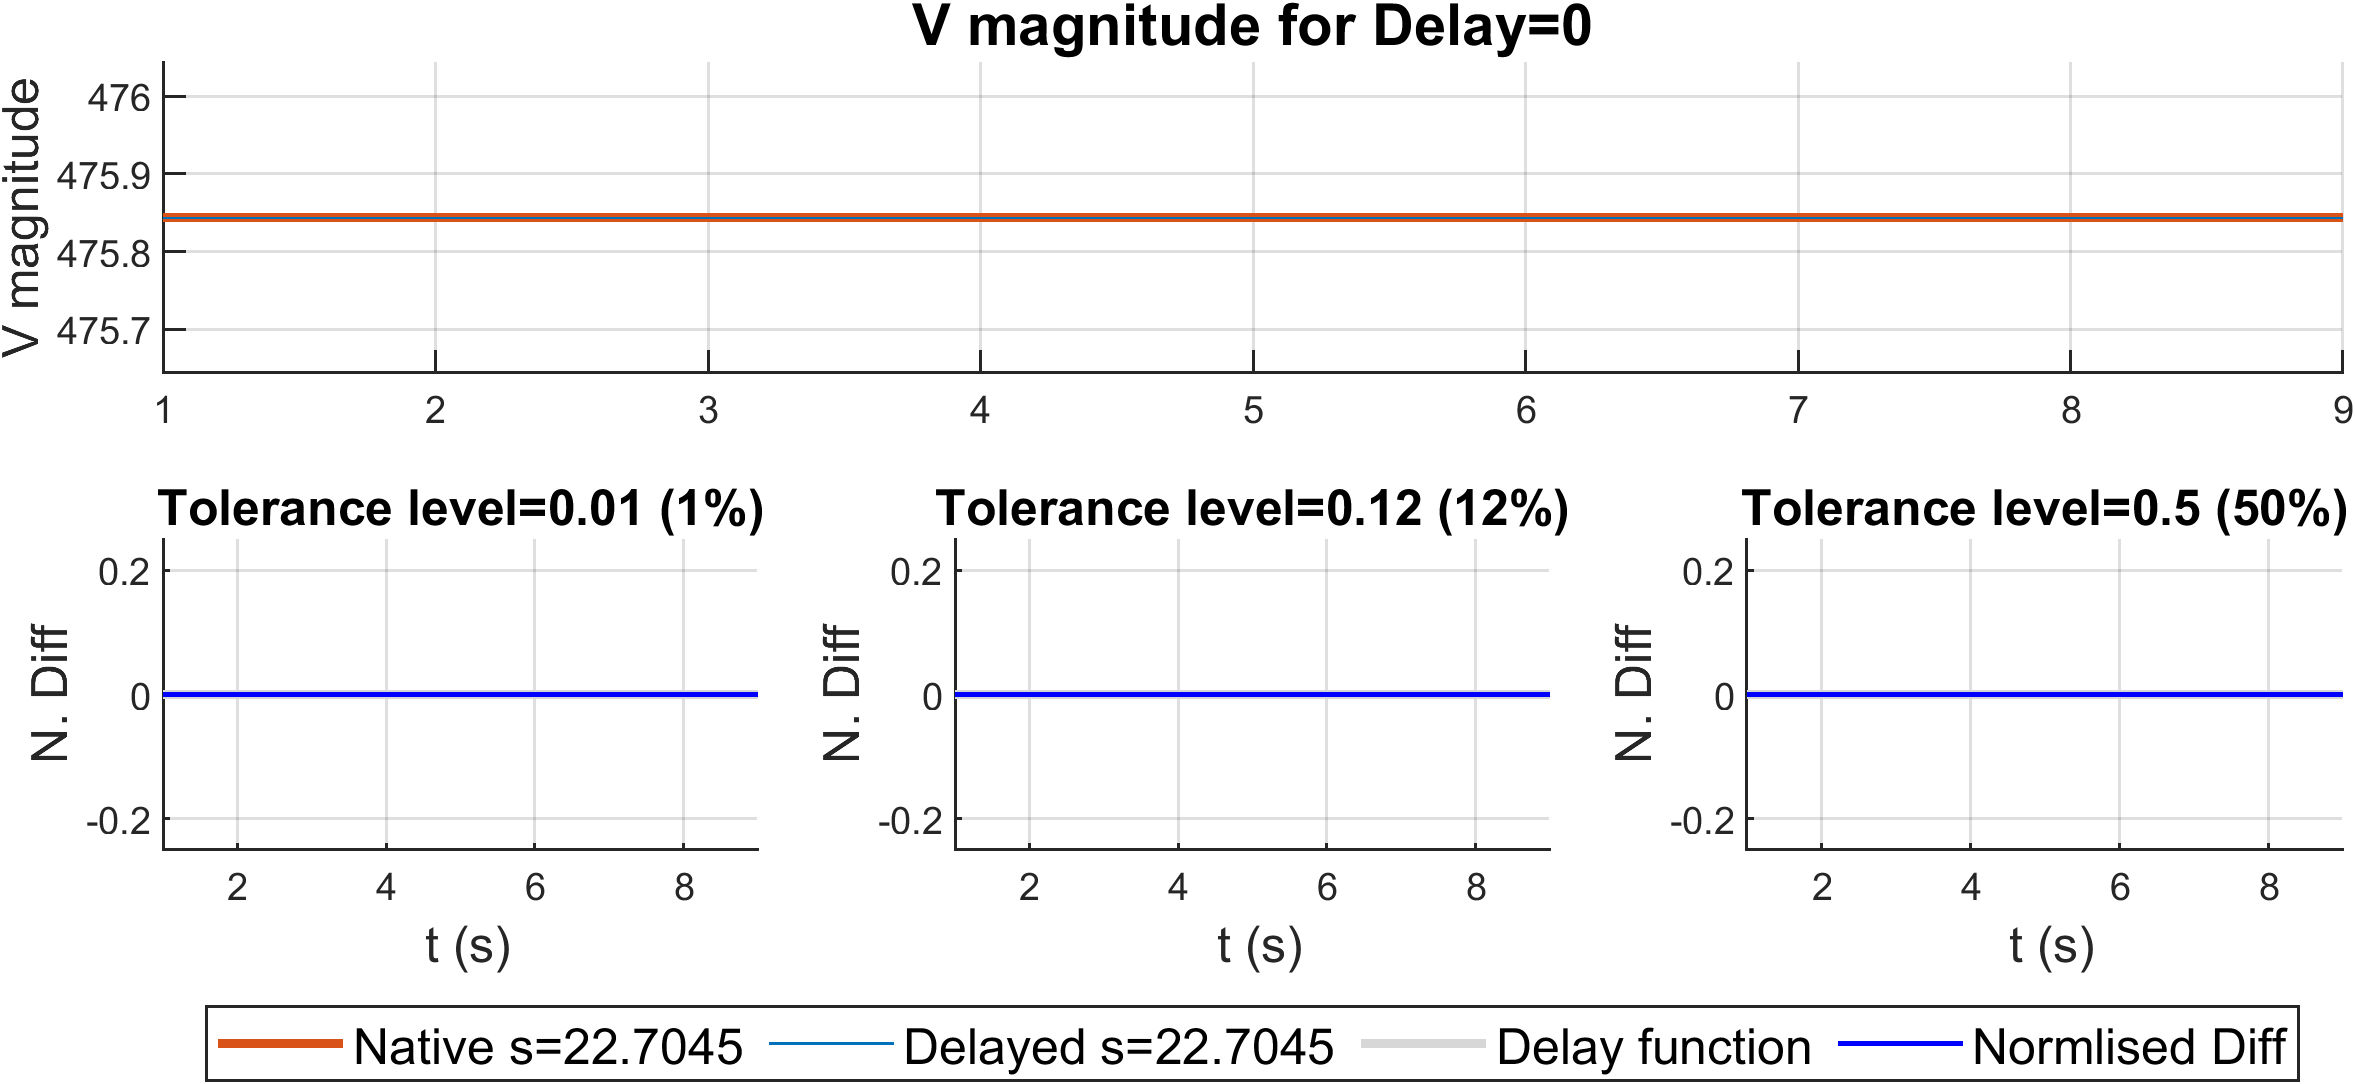 V magnitude for Delay=0
V magnitude
476
475.9
475.8
475.7
1 2 3 4 5 6 7 8 9
Tolerance level=0.01 (1%) Tolerance level=0.12 (12%) Tolerance level=0.5 (50%)
N. Diff
0.2
0
-0.2
2 4 6 8
t (s)
N. Diff
0.2
0
-0.2
2 4 6 8
t (s)
N. Diff
0.2
0
-0.2
2 4 6 8
t (s)
Native s=22.7045 Delayed s=22.7045 Delay function Normlised Diff